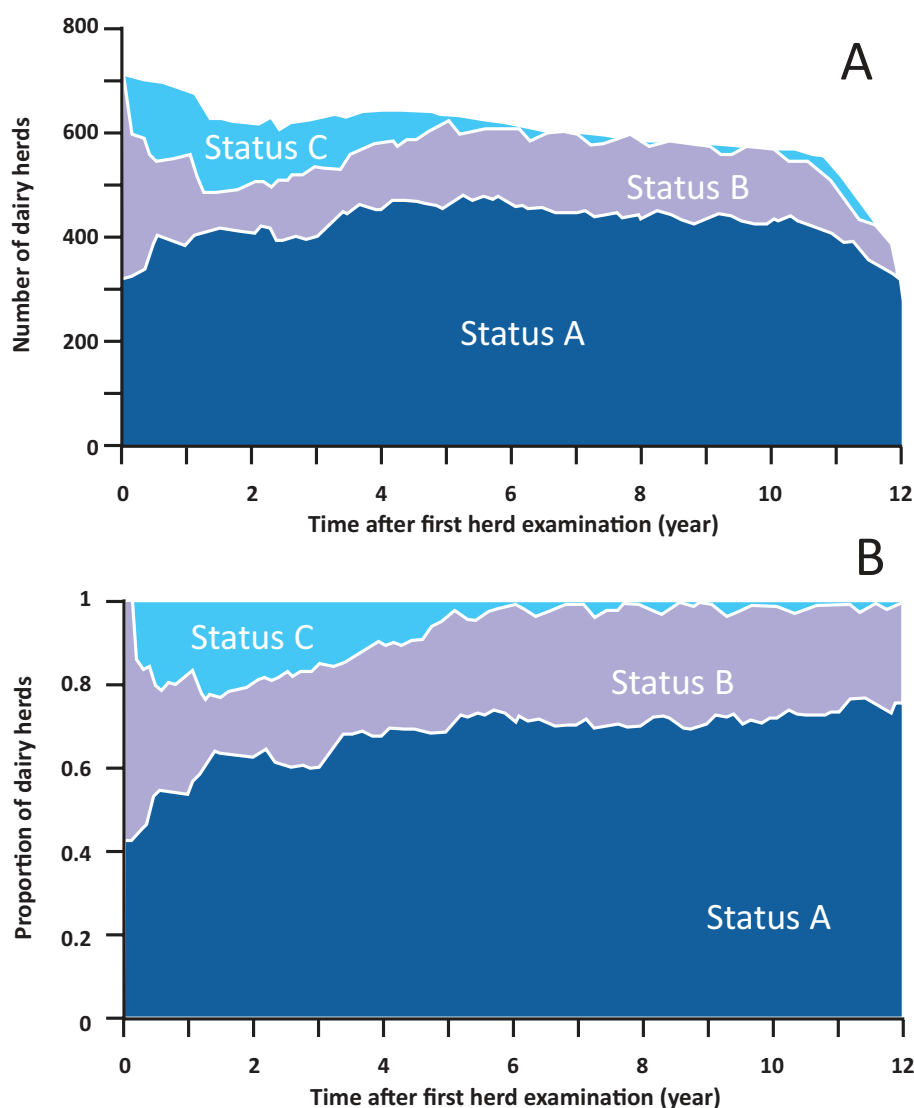 A
Number of dairy herds
800
600
400
200
0
Status C
Status B
Status A
0 2 4 6 8 10 12
Time after first herd examination (year)
B
Proportion of dairy herds
1
0.8
0.6
0.4
0.2
0
Status C
Status B
Status A
0 2 4 6 8 10 12
Time after first herd examination (year)